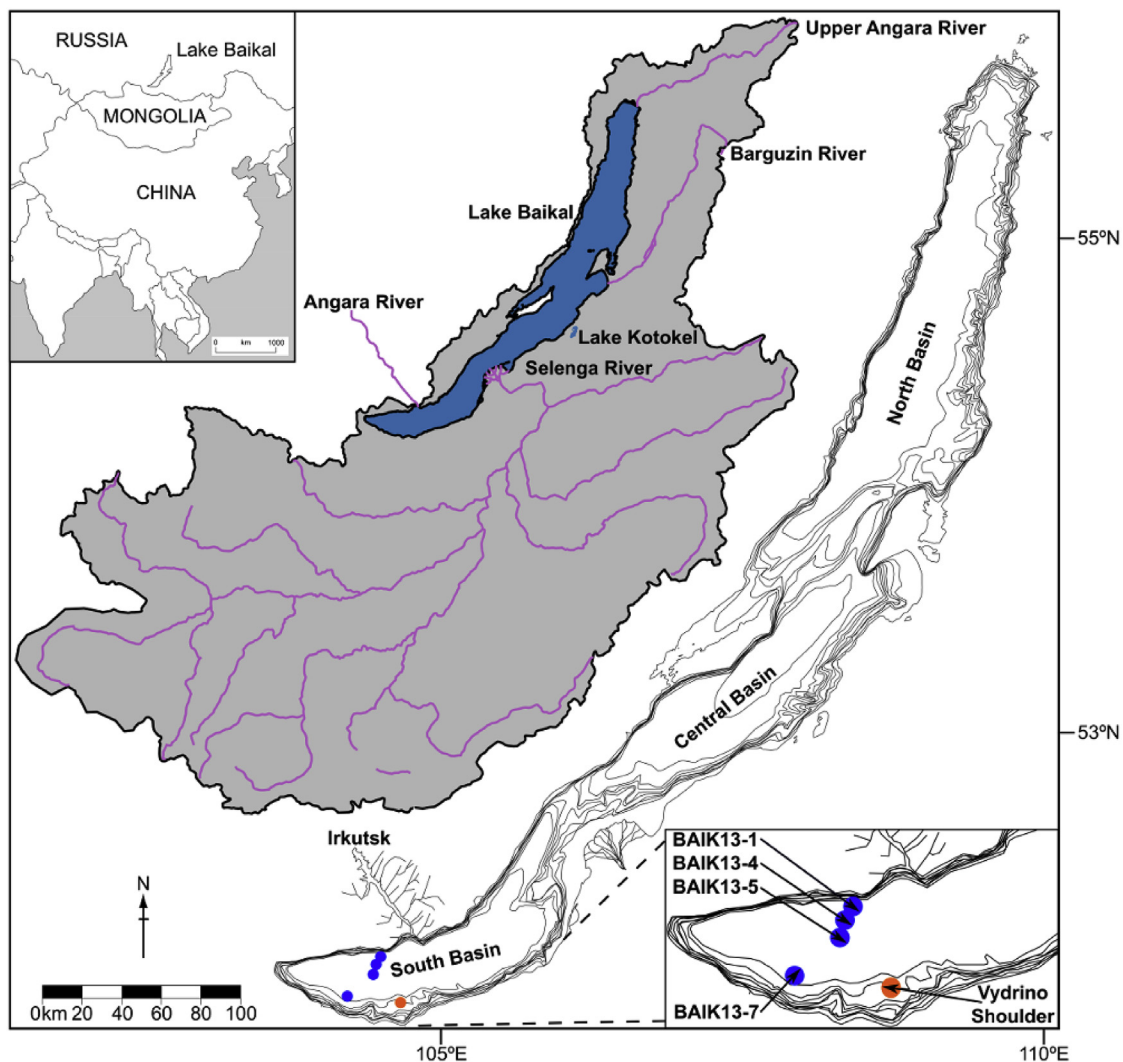 RUSSIA
Lake Baikal
MONGOLIA
CHINA
0 km 1000
Upper Angara River
Barguzin River
Lake Baikal
Angara River
Lake Kotokel
Selenga River
55ºN
North Basin
Central Basin
53ºN
Irkutsk
N
South Basin
0km 20 40 60 80 100
BAIK13-1
BAIK13-4
BAIK13-5
BAIK13-7
Vydrino
Shoulder
105ºE
110ºE